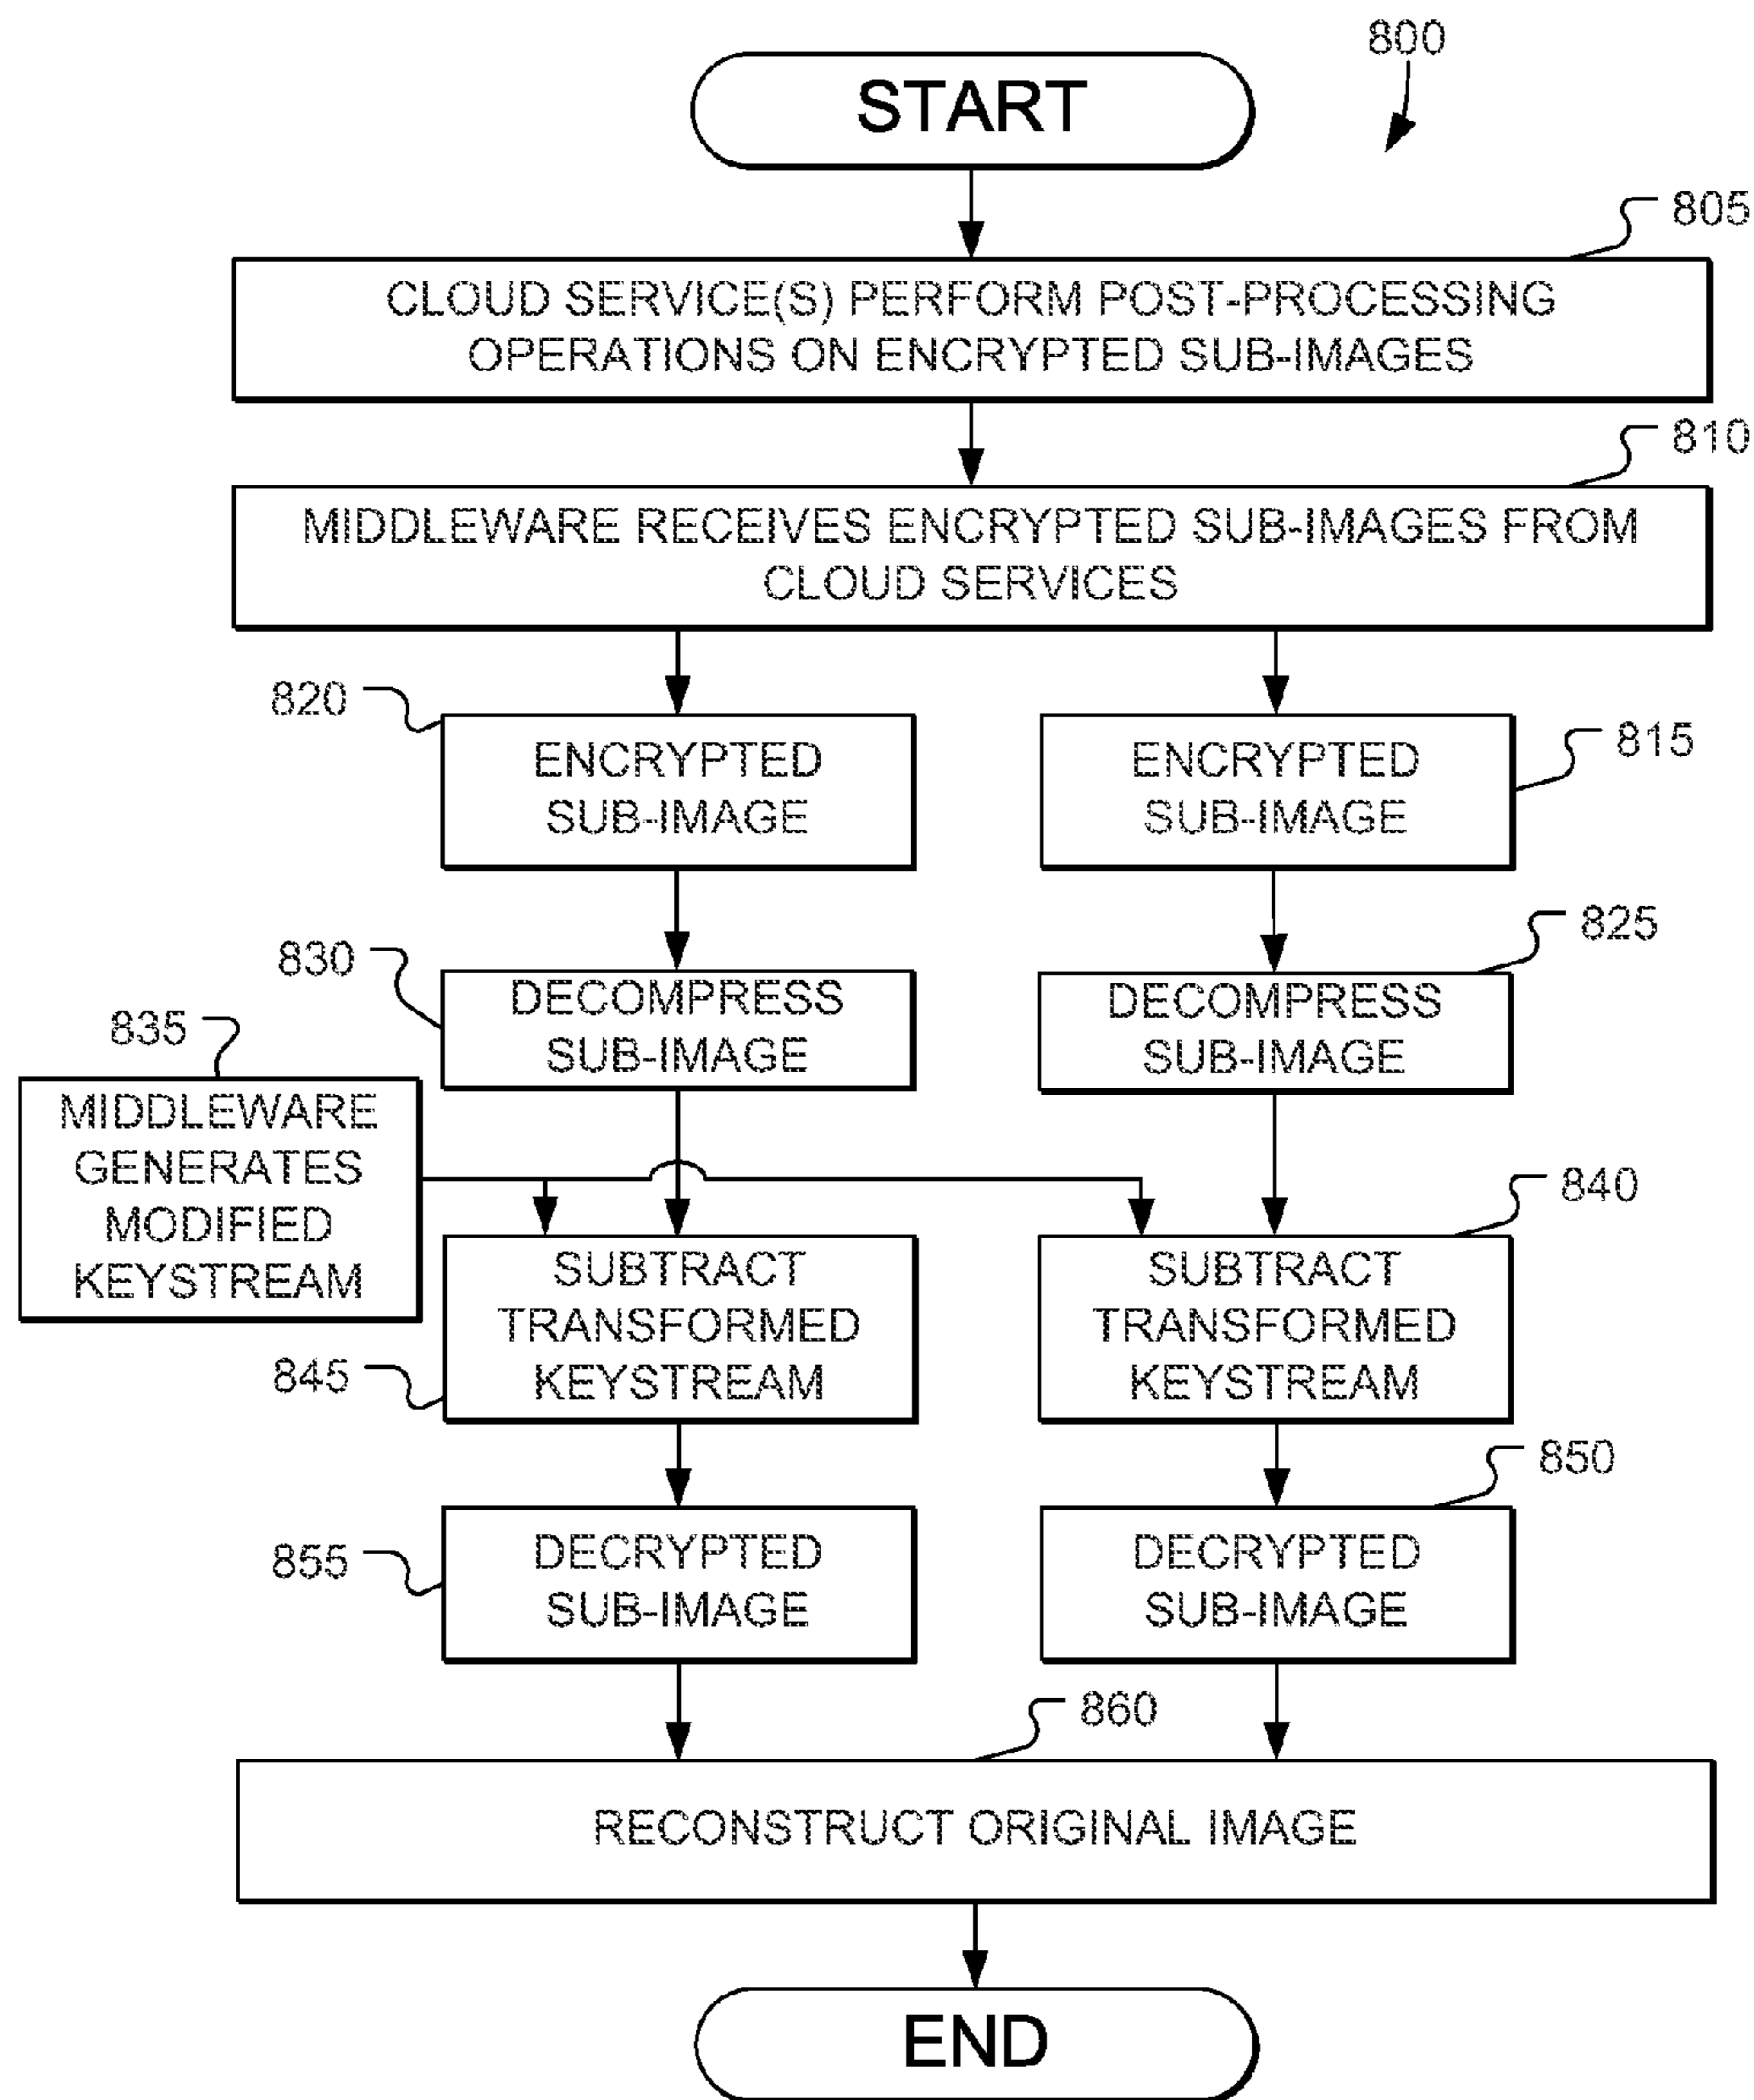 800
START
805
CLOUD SERVICE(S) PERFORM POST-PROCESSING
OPERATIONS ON ENCRYPTED SUB-IMAGES
810
MIDDLEWARE RECEIVES ENCRYPTED SUB-IMAGES FROM
CLOUD SERVICES
820
ENCRYPTED
SUB-IMAGE
ENCRYPTED
SUB-IMAGE
815
830
DECOMPRESS
SUB-IMAGE
DECOMPRESS
SUB-IMAGE
825
835
MIDDLEWARE
GENERATES
MODIFIED
KEYSTREAM
SUBTRACT
TRANSFORMED
KEYSTREAM
845
SUBTRACT
TRANSFORMED
KEYSTREAM
840
855
DECRYPTED
SUB-IMAGE
DECRYPTED
SUB-IMAGE
850
860
RECONSTRUCT ORIGINAL IMAGE
END